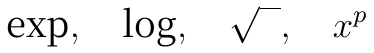 exp, log, √, x^p